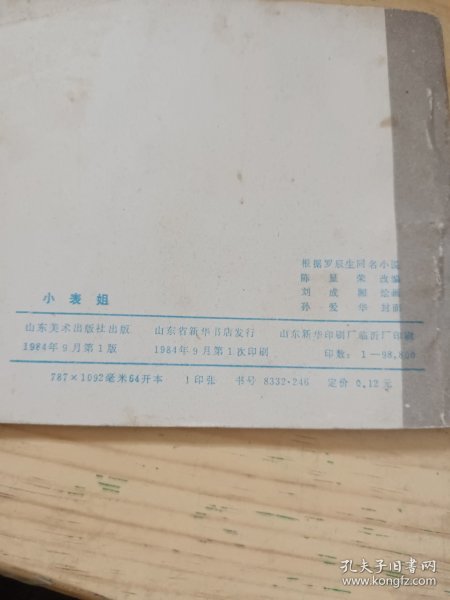 根据罗辰生同名小说
陈显荣 改编
刘成 绘画
孙爱华 封面
小表姐
山东美术出版社出版 山东省新华书店发行 山东新华印刷厂临沂厂印刷
1984年9月第1版 1984年9月第1次印刷 印数：1—98,800
787×1092毫米64开本 1印张 书号 8332·246 定价 0.12元
孔夫子旧书网
www.kongfz.com